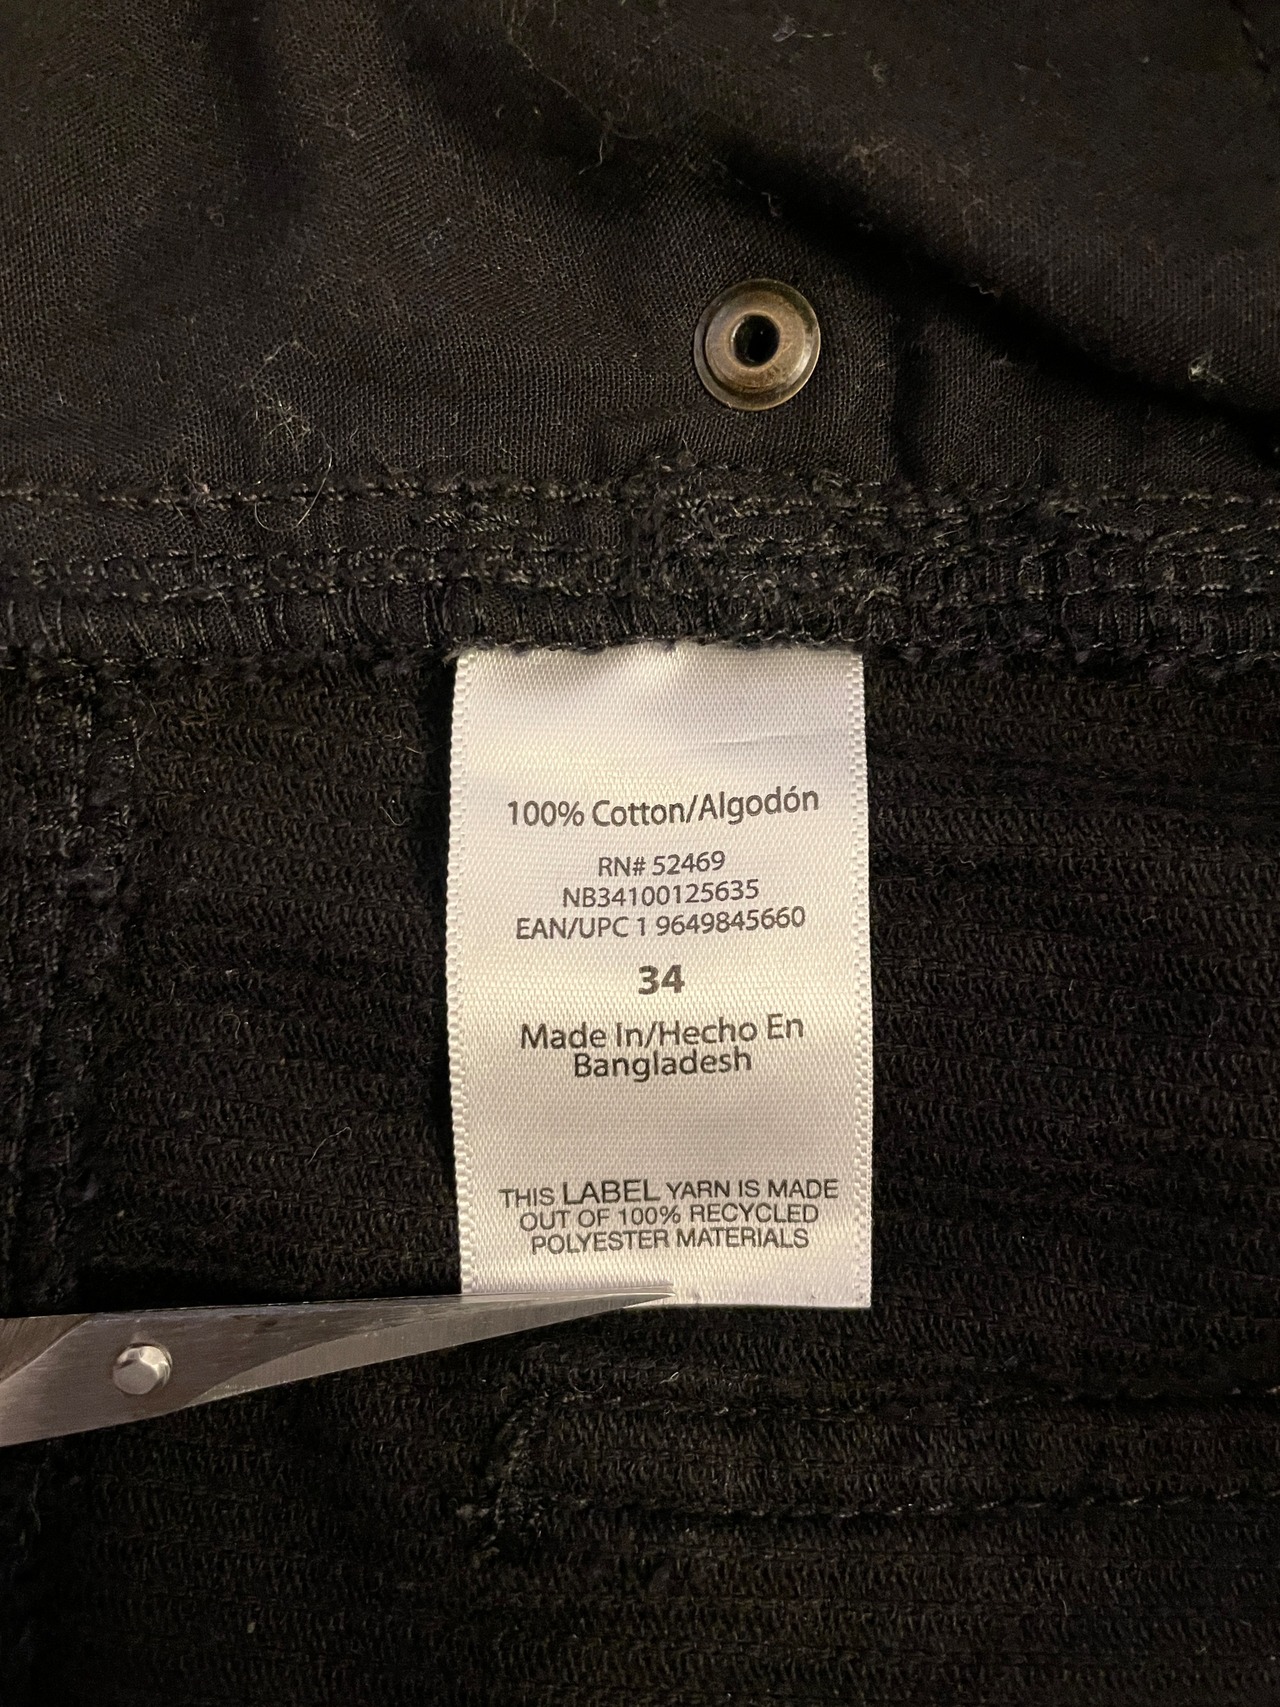 100% Cotton/Algodón
RN# 52469
NB34100125635
EAN/UPC 1 9649845660
34
Made In/Hecho En
Bangladesh
THIS LABEL YARN IS MADE
OUT OF 100% RECYCLED
POLYESTER MATERIALS